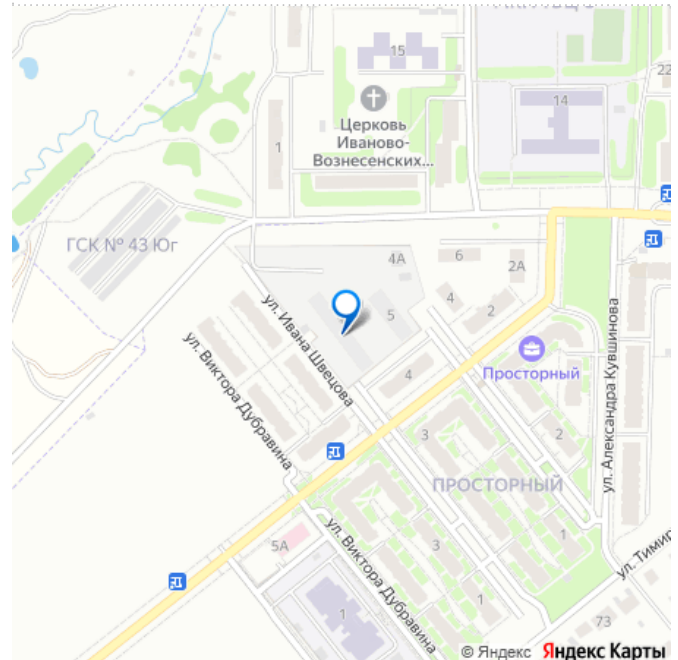 15
14
22
Церковь
Иваново-
Вознесенских...
1
ГСК № 43 Юг
4А
6
2А
4
2
5
ул. Ивана Швецова
ул. Виктора Дубравина
4
Просторный
ул. Александра Кувшинова
3
2
ПРОСТОРНЫЙ
5А
ул. Виктора Дубравина
3
1
3
1
1
ул. Тимир
73
© Яндекс Яндекс Карты